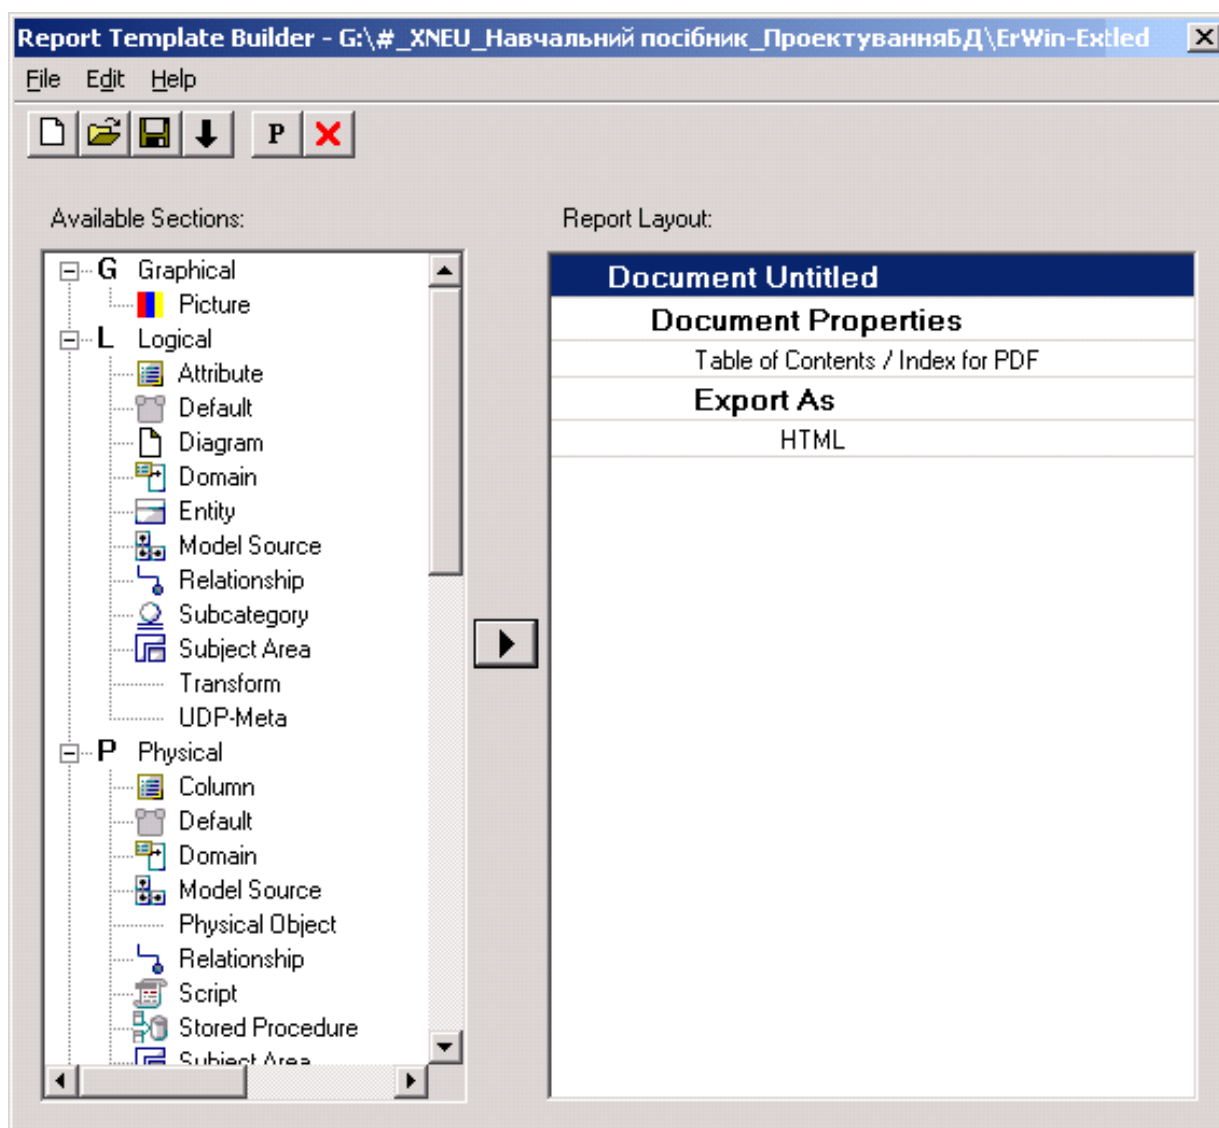 Report Template Builder - G:\#_XNEU_Навчальний посібник_ПроектуванняБД\ErWin-Extled
File Edit Help
P
Available Sections:
Report Layout:
G Graphical
Picture
L Logical
Attribute
Default
Diagram
Domain
Entity
Model Source
Relationship
Subcategory
Subject Area
Transform
UDP-Meta
P Physical
Column
Default
Domain
Model Source
Physical Object
Relationship
Script
Stored Procedure
Subject Area
Document Untitled
Document Properties
Table of Contents / Index for PDF
Export As
HTML